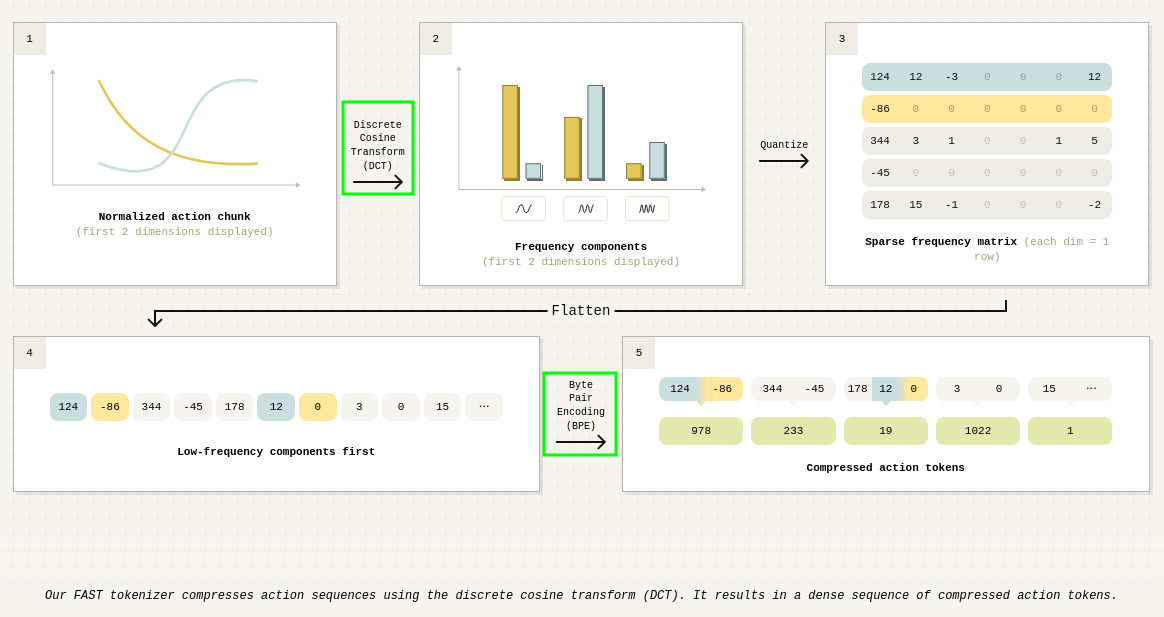 1
Normalized action chunk
(first 2 dimensions displayed)
Discrete
Cosine
Transform
(DCT)
2
Frequency components
(first 2 dimensions displayed)
Quantize
3
124 12 -3 0 0 0 12
-86 0 0 0 0 0 0
344 3 1 0 0 1 5
-45 0 0 0 0 0 0
178 15 -1 0 0 0 -2
Sparse frequency matrix (each dim = 1
row)
Flatten
4
124 -86 344 -45 178 12 0 3 0 15 ...
Low-frequency components first
Byte
Pair
Encoding
(BPE)
5
124 -86 344 -45 178 12 0 3 0 15 ...
978 233 19 1022 1
Compressed action tokens
Our FAST tokenizer compresses action sequences using the discrete cosine transform (DCT). It results in a dense sequence of compressed action tokens.